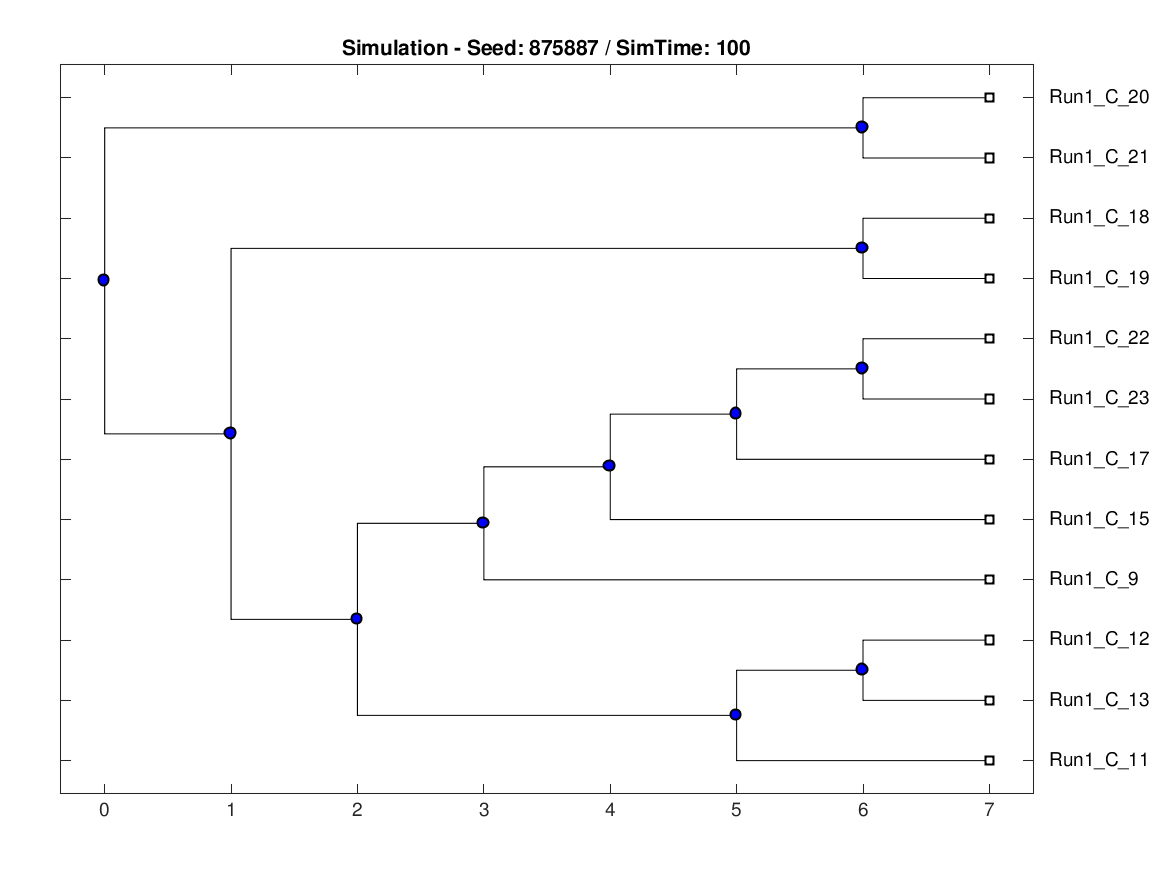 Simulation - Seed: 875887 / SimTime: 100
Run1_C_20
Run1_C_21
Run1_C_18
Run1_C_19
Run1_C_22
Run1_C_23
Run1_C_17
Run1_C_15
Run1_C_9
Run1_C_12
Run1_C_13
Run1_C_11
0 1 2 3 4 5 6 7